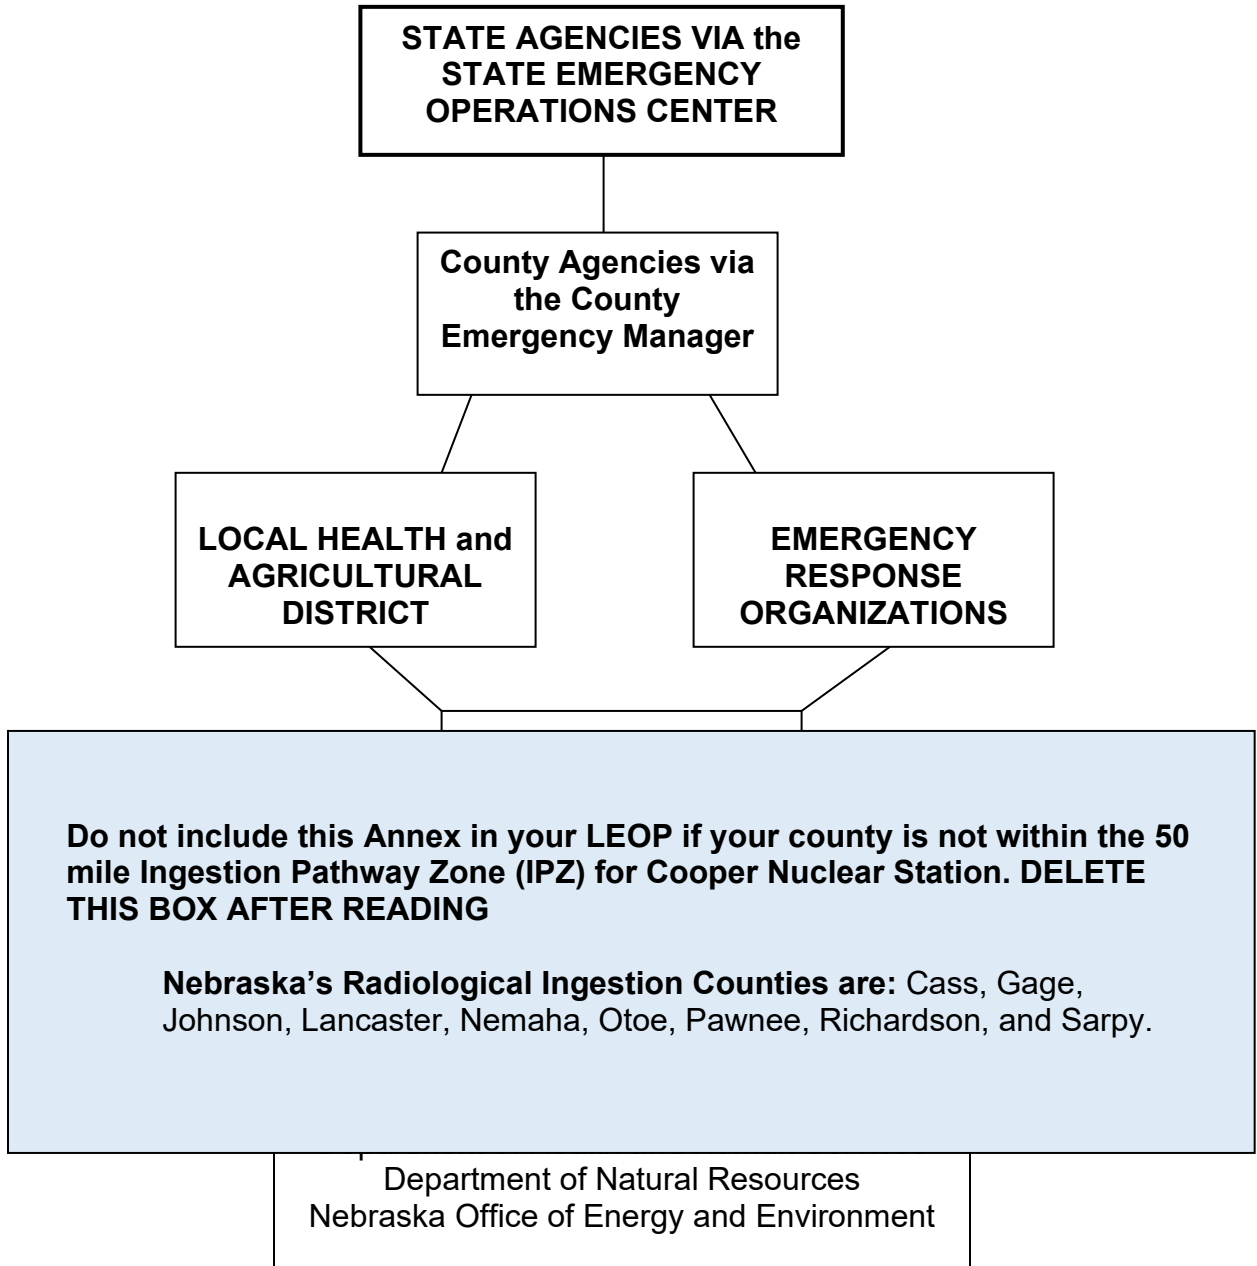 STATE AGENCIES VIA the
STATE EMERGENCY
OPERATIONS CENTER
County Agencies via
the County
Emergency Manager
LOCAL HEALTH and
AGRICULTURAL
DISTRICT
EMERGENCY
RESPONSE
ORGANIZATIONS
Do not include this Annex in your LEOP if your county is not within the 50
mile Ingestion Pathway Zone (IPZ) for Cooper Nuclear Station. DELETE
THIS BOX AFTER READING
Nebraska’s Radiological Ingestion Counties are: Cass, Gage,
Johnson, Lancaster, Nemaha, Otoe, Pawnee, Richardson, and Sarpy.
Department of Natural Resources
Nebraska Office of Energy and Environment